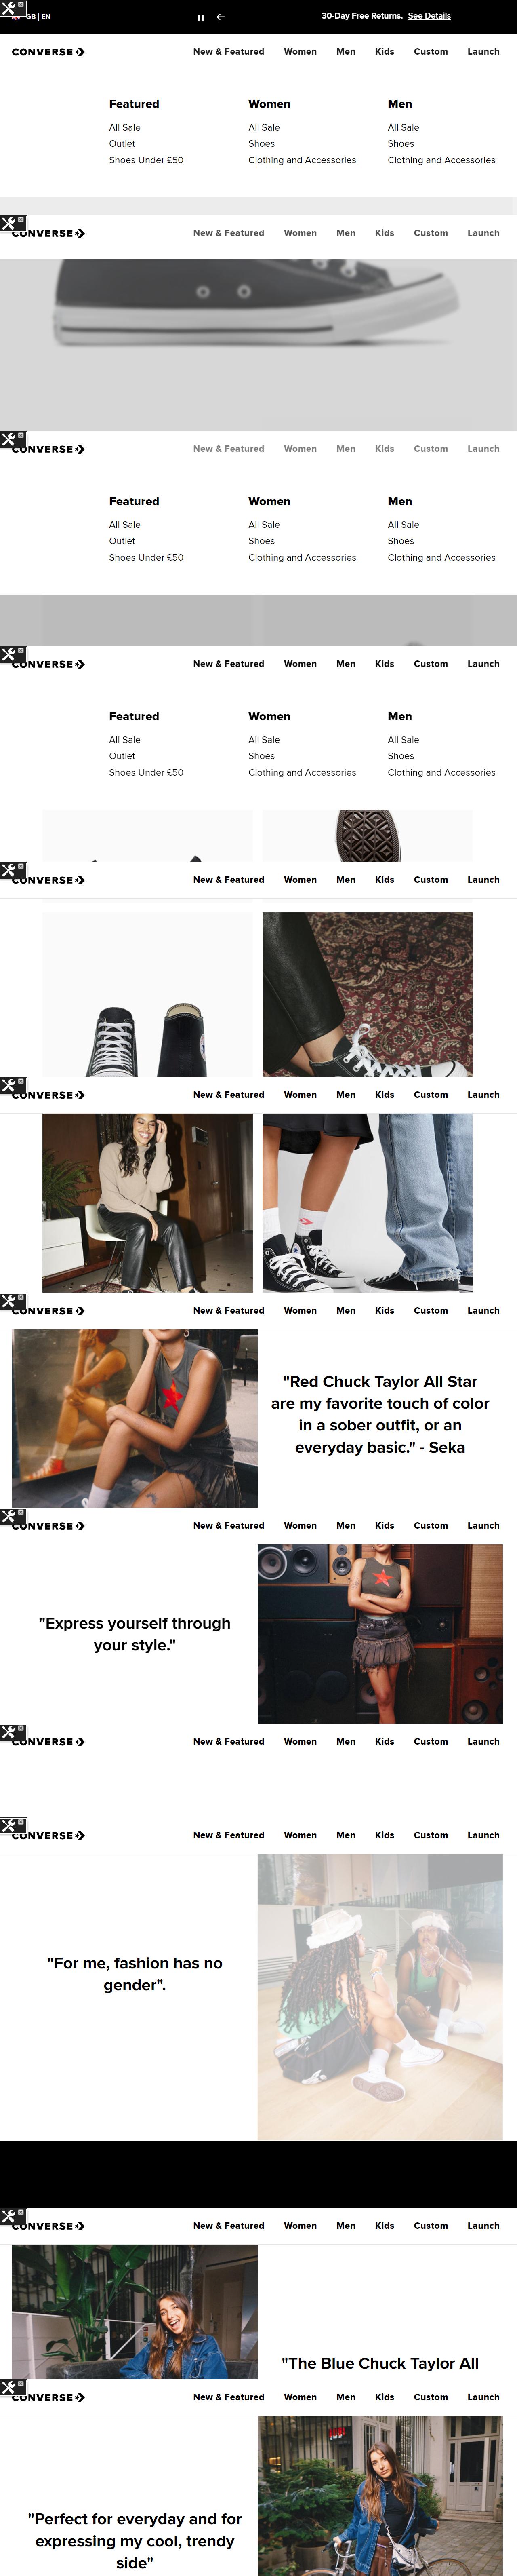 GB | EN
30-Day Free Returns. See Details
CONVERSE
New & Featured Women Men Kids Custom Launch
Featured Women Men
All Sale All Sale All Sale
Outlet Shoes Shoes
Shoes Under £50 Clothing and Accessories Clothing and Accessories
CONVERSE
New & Featured Women Men Kids Custom Launch
CONVERSE
New & Featured Women Men Kids Custom Launch
Featured Women Men
All Sale All Sale All Sale
Outlet Shoes Shoes
Shoes Under £50 Clothing and Accessories Clothing and Accessories
CONVERSE
New & Featured Women Men Kids Custom Launch
Featured Women Men
All Sale All Sale All Sale
Outlet Shoes Shoes
Shoes Under £50 Clothing and Accessories Clothing and Accessories
CONVERSE
New & Featured Women Men Kids Custom Launch
CONVERSE
New & Featured Women Men Kids Custom Launch
CONVERSE
New & Featured Women Men Kids Custom Launch
"Red Chuck Taylor All Star
are my favorite touch of color
in a sober outfit, or an
everyday basic." - Seka
CONVERSE
New & Featured Women Men Kids Custom Launch
"Express yourself through
your style."
CONVERSE
New & Featured Women Men Kids Custom Launch
CONVERSE
New & Featured Women Men Kids Custom Launch
"For me, fashion has no
gender".
CONVERSE
New & Featured Women Men Kids Custom Launch
"The Blue Chuck Taylor All
CONVERSE
New & Featured Women Men Kids Custom Launch
"Perfect for everyday and for
expressing my cool, trendy
side"